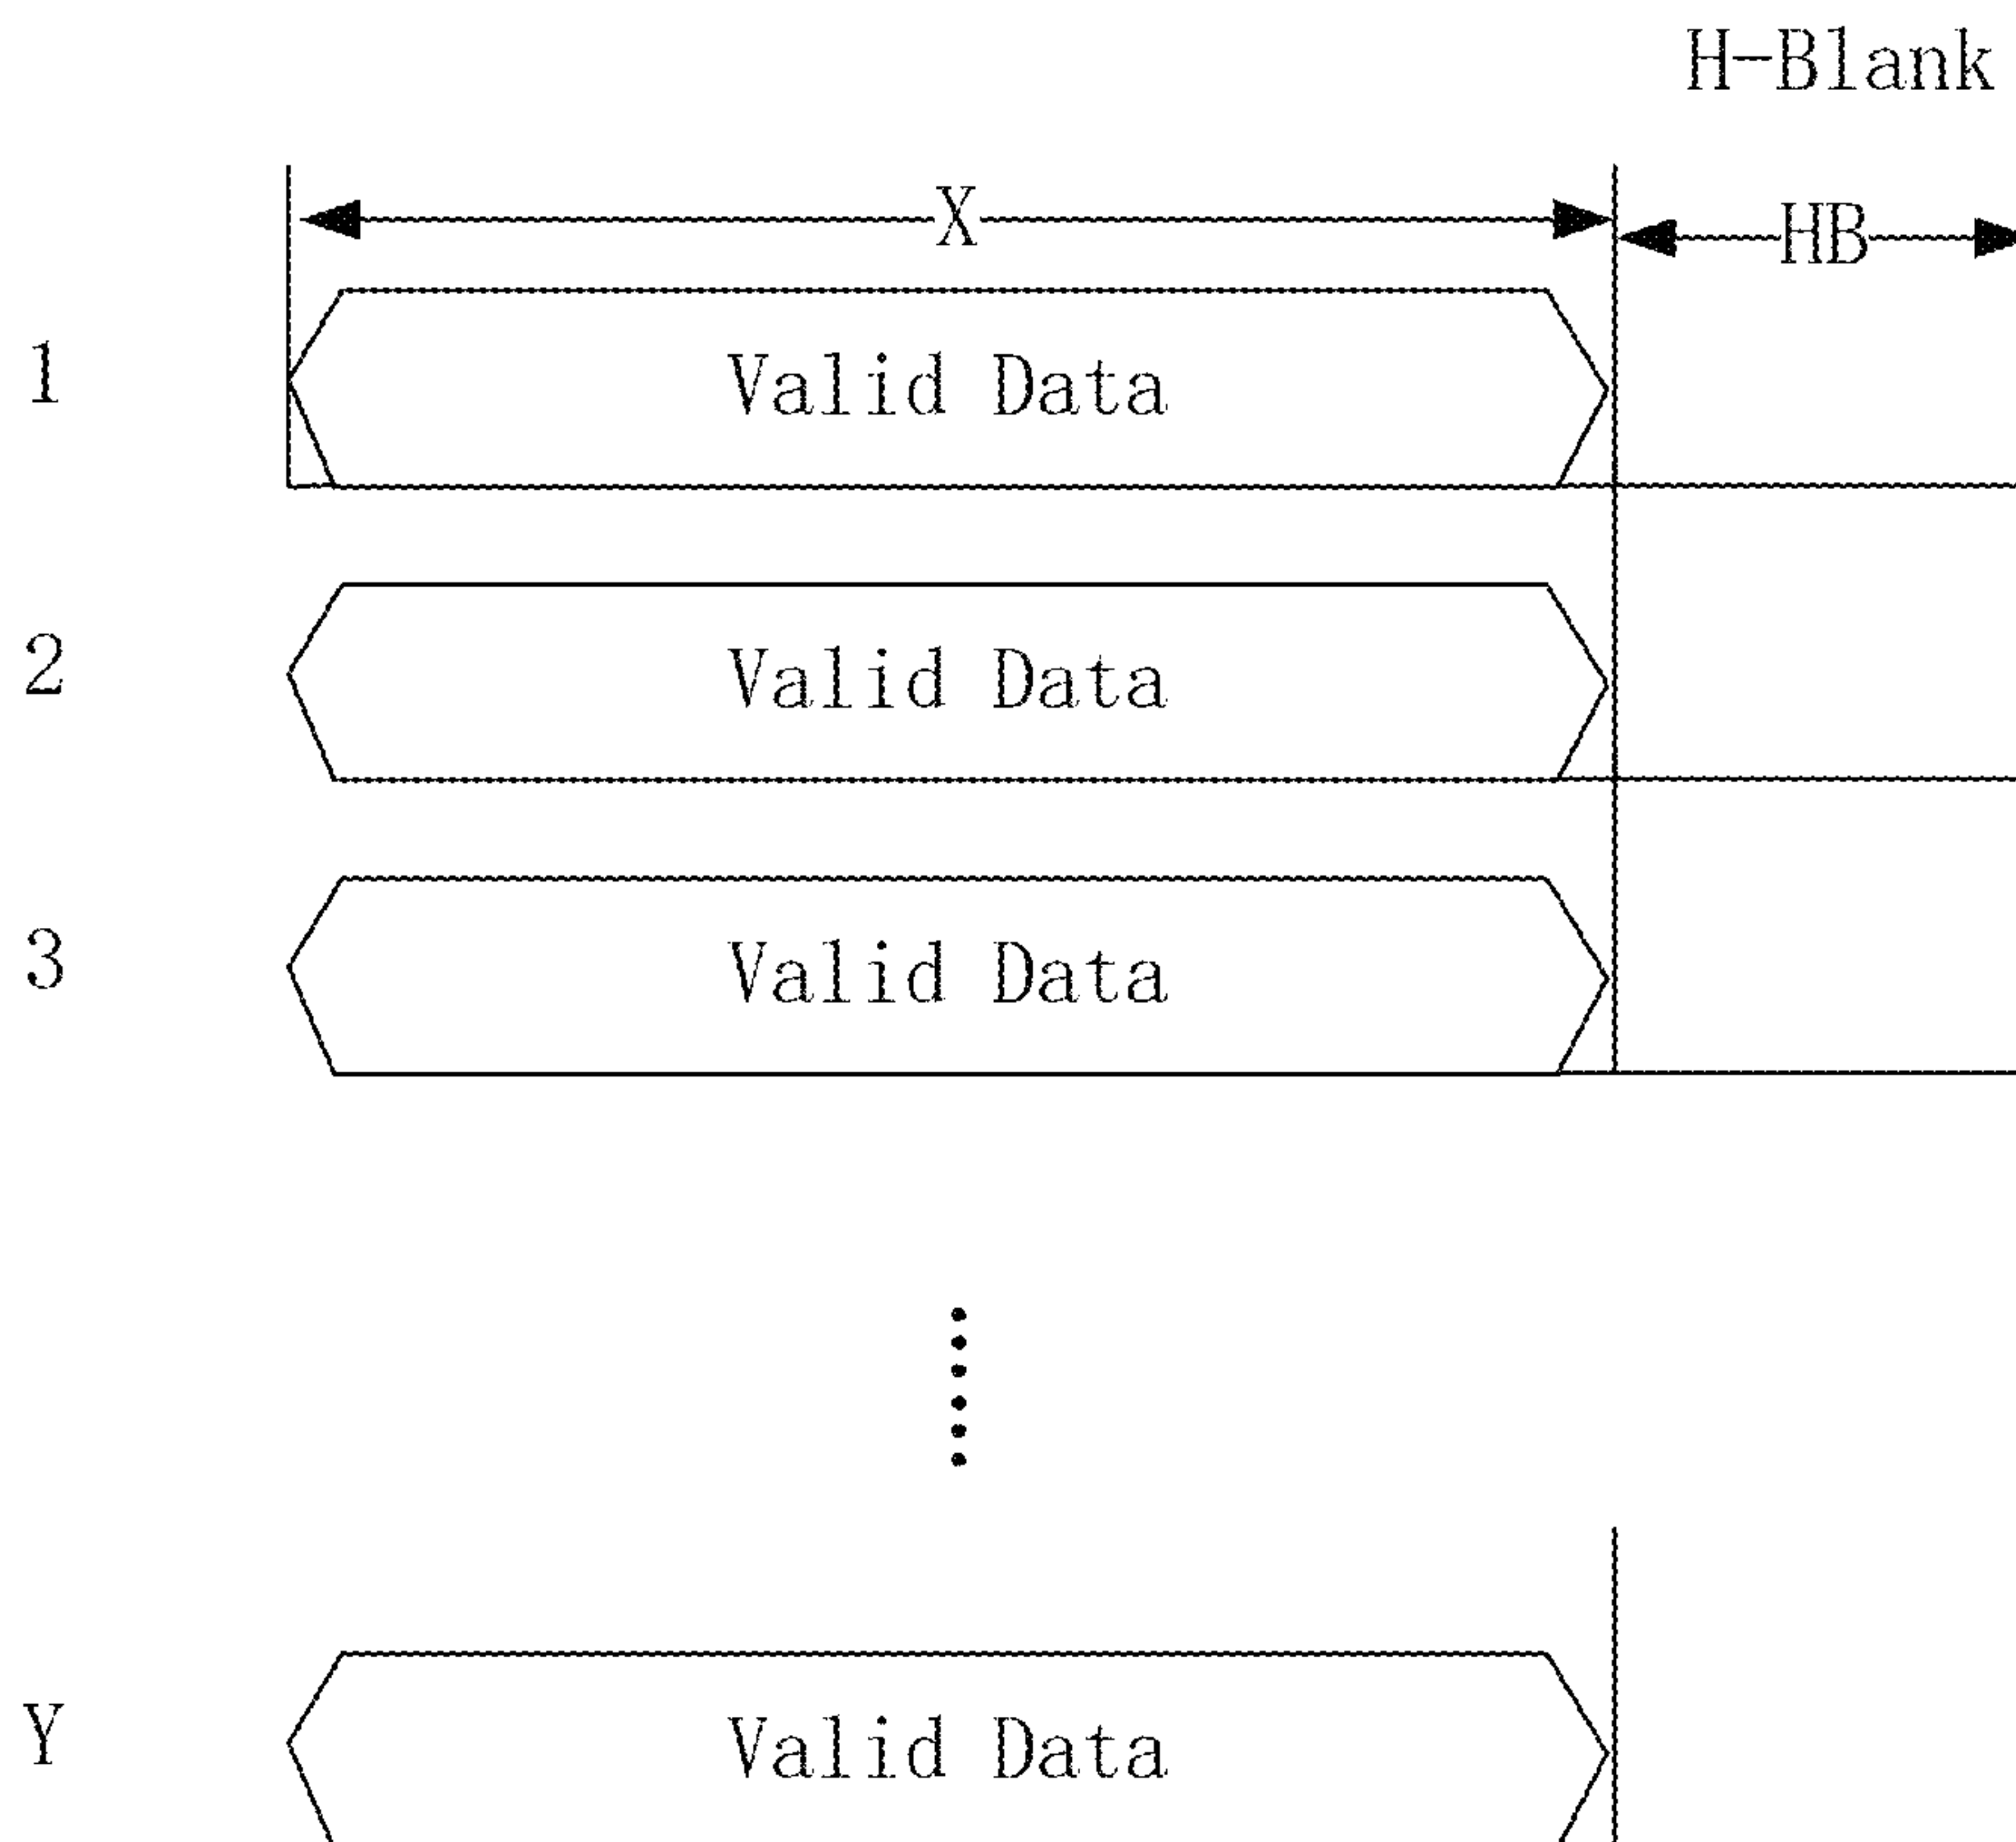 H-Blank
X
HB
1
Valid Data
2
Valid Data
3
Valid Data
Y
Valid Data